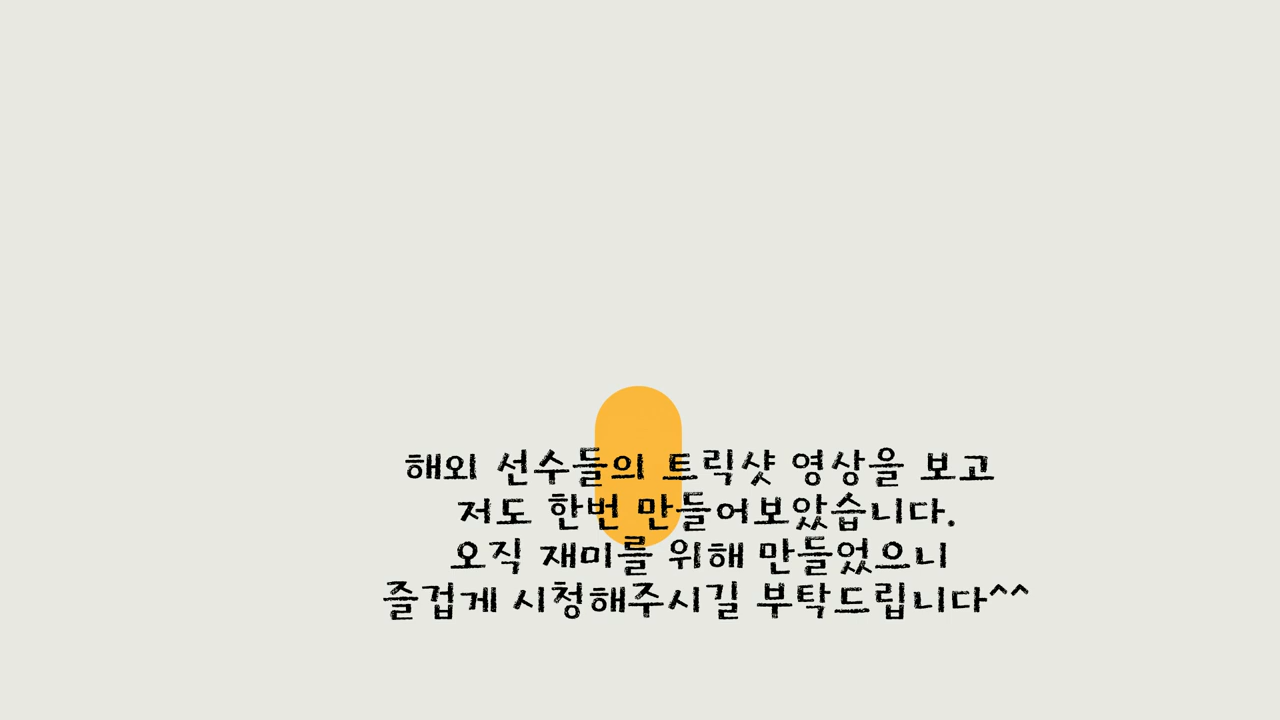 해외 선수들의 트릭샷 영상을 보고
저도 한번 만들어보았습니다.
오직 재미를 위해 만들었으니
즐겁게 시청해주시길 부탁드립니다^^